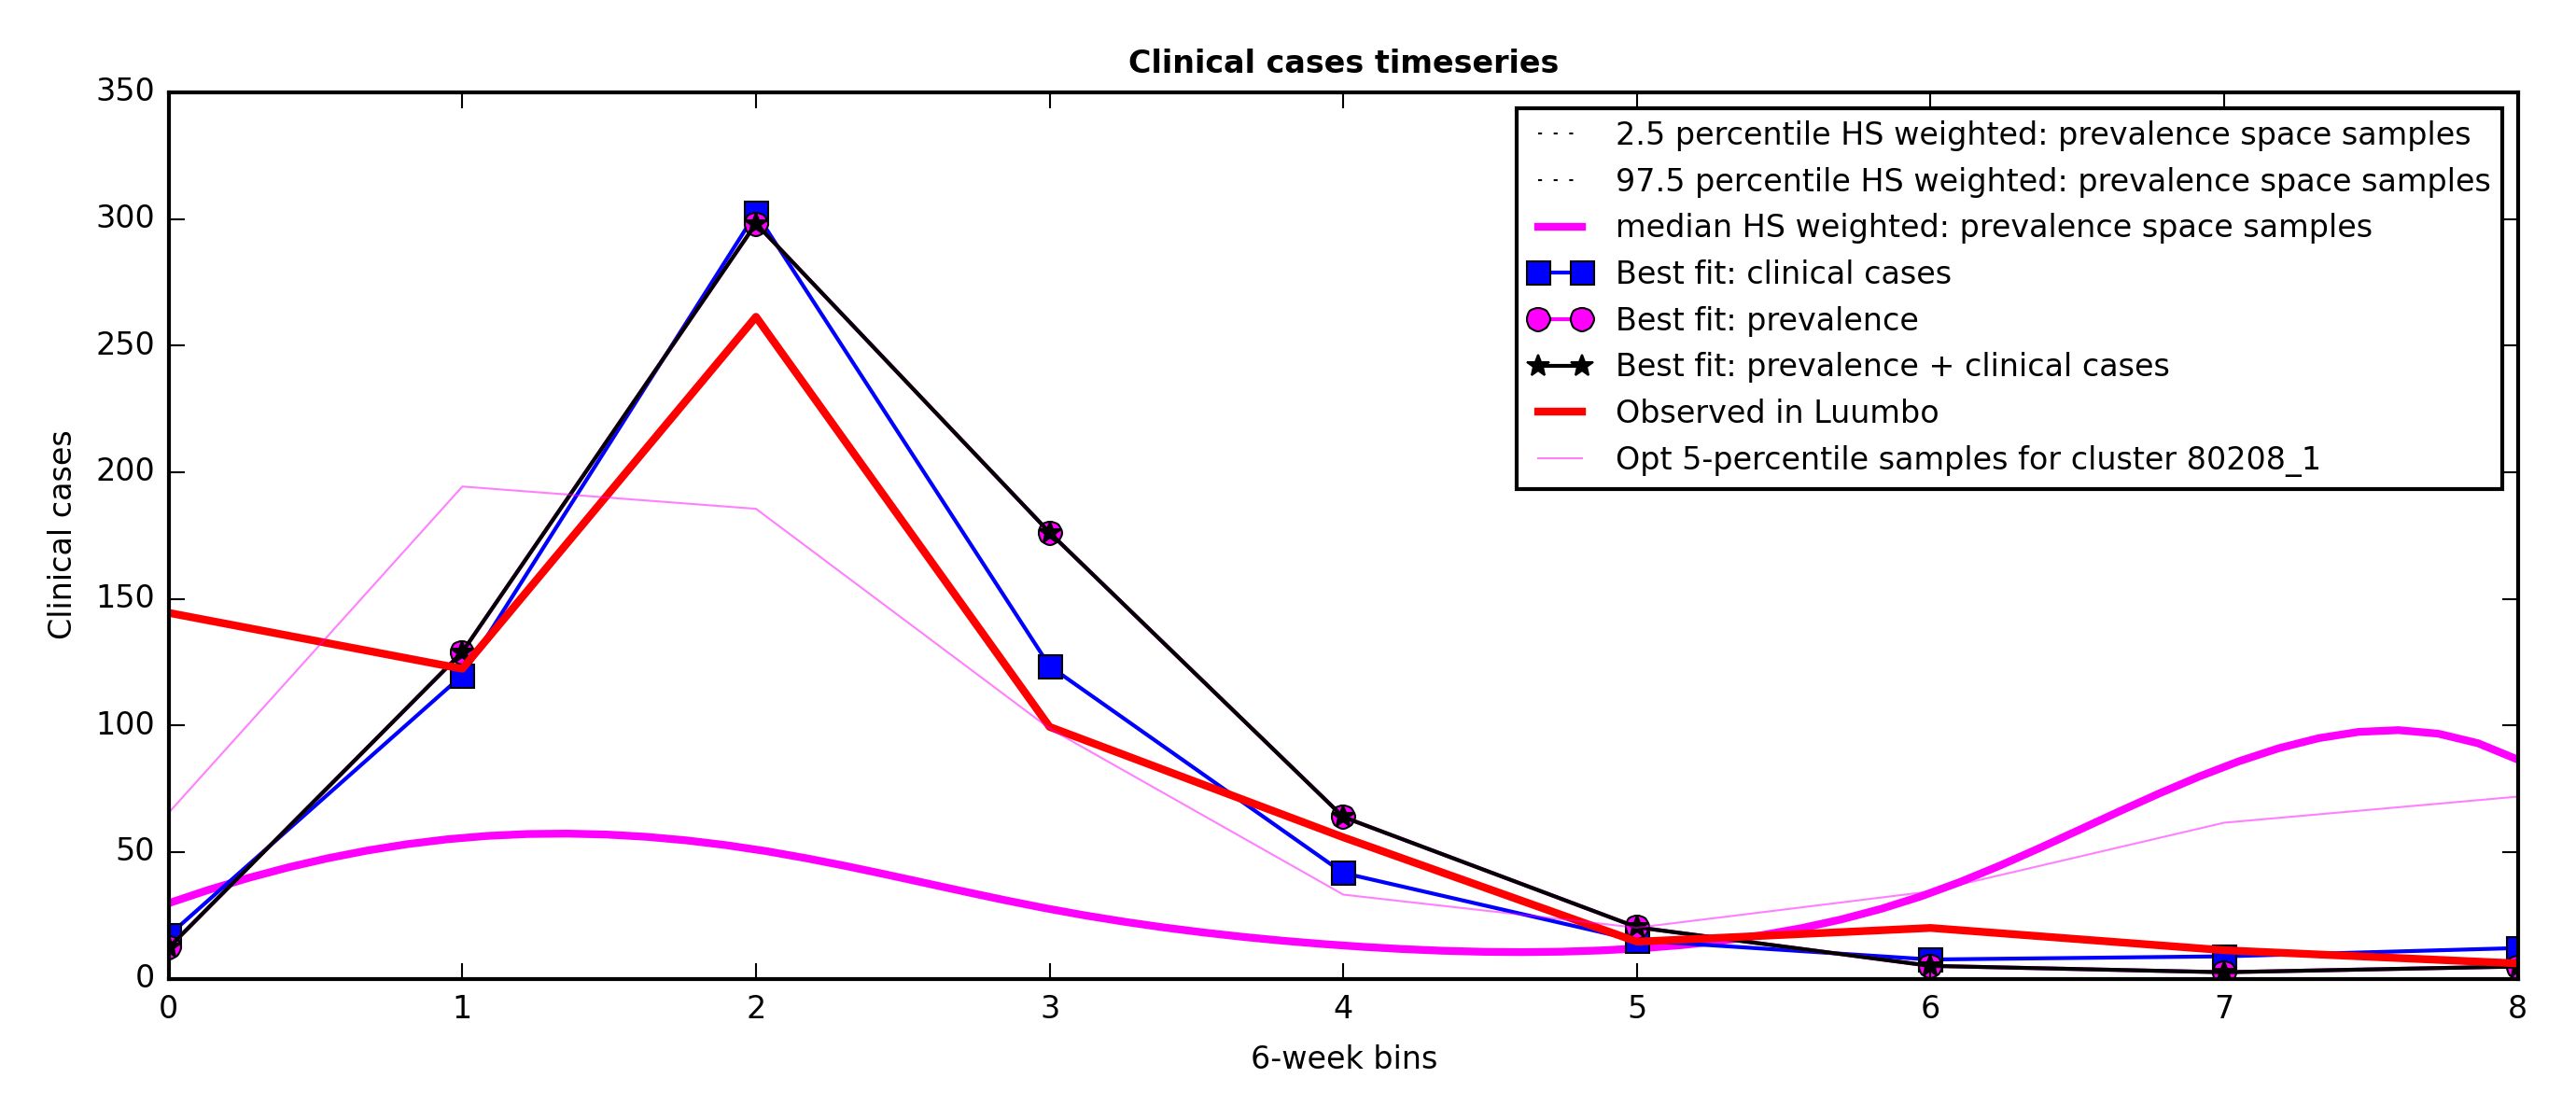 Clinical cases timeseries
350
300
250
200
150
100
50
0
Clinical cases
2.5 percentile HS weighted: prevalence space samples
97.5 percentile HS weighted: prevalence space samples
median HS weighted: prevalence space samples
Best fit: clinical cases
Best fit: prevalence
Best fit: prevalence + clinical cases
Observed in Luumbo
Opt 5-percentile samples for cluster 80208_1
0 1 2 3 4 5 6 7 8
6-week bins